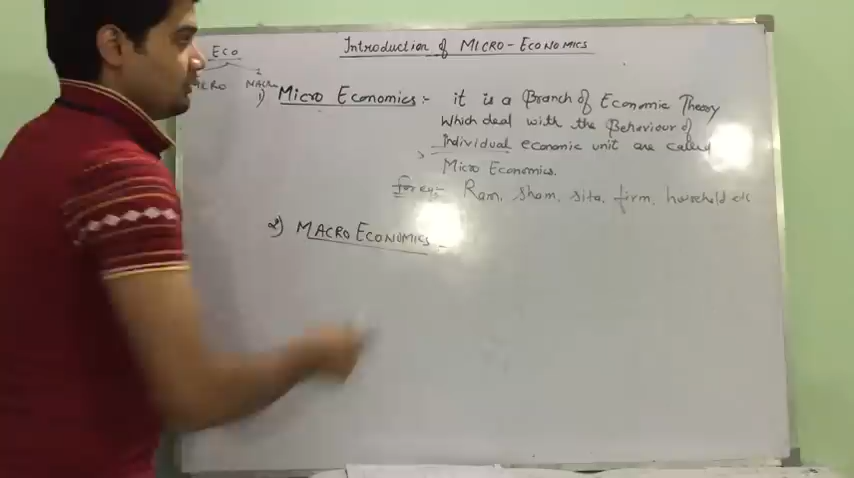 Introduction of MICRO-ECONOMICS
ECO
MICRO MACRO
1) Micro Economics:- it is a Branch of Economic Theory
Which deal with the Behaviour of
individual economic unit are called
Micro Economics.
for eg:- Ram, Sham, sita, firm, household etc
2) MACRO ECONOMICS